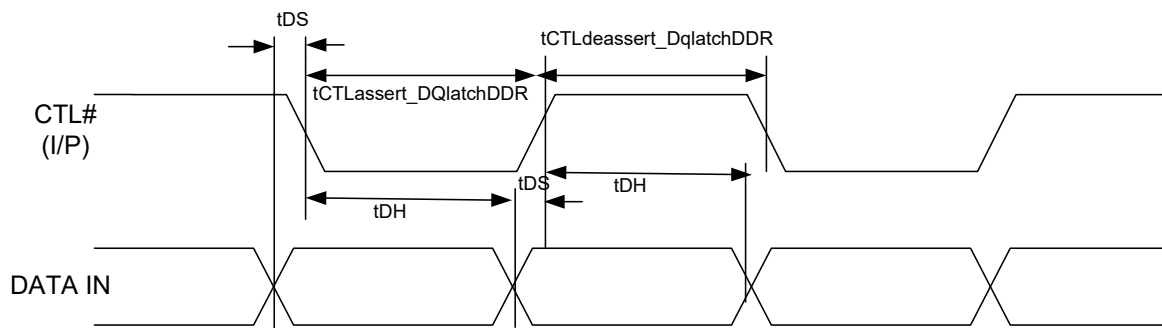 tDS
tCTLdeassert_DqlatchDDR
tCTLassert_DQlatchDDR
CTL#
(I/P)
tDS
tDH
tDH
DATA IN